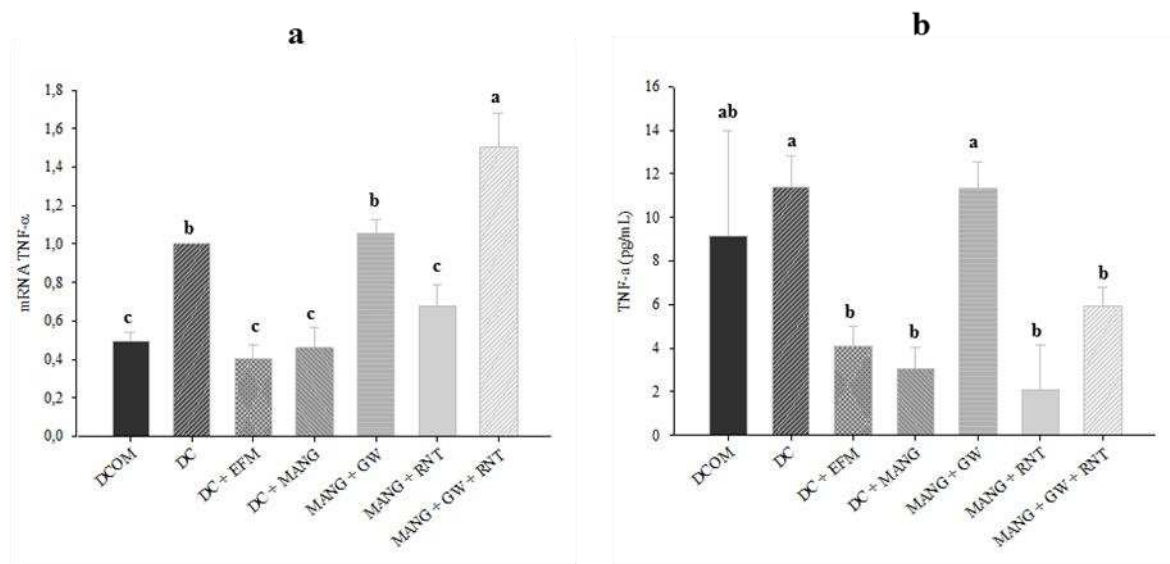 a
mRNA TNF-α
1,8
1,6
1,4
1,2
1,0
0,8
0,6
0,4
0,2
0,0
c
b
c
c
b
c
a
DCOM
DC
DC + EFM
DC + MANG
MANG + GW
MANG + RNT
MANG + GW + RNT
b
TNF-a (pg/mL)
16
14
12
10
8
6
4
2
0
ab
a
b
b
a
b
b
DCOM
DC
DC + EFM
DC + MANG
MANG + GW
MANG + RNT
MANG + GW + RNT